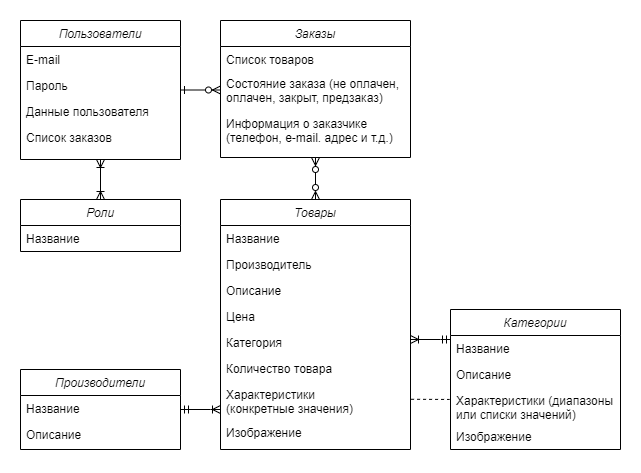 Пользователи
E-mail
Пароль
Данные пользователя
Список заказов
Заказы
Список товаров
Состояние заказа (не оплачен,
оплачен, закрыт, предзаказ)
Информация о заказчике
(телефон, e-mail. адрес и т.д.)
Роли
Название
Товары
Название
Производитель
Описание
Цена
Категория
Количество товара
Характеристики
(конкретные значения)
Изображение
Категории
Название
Описание
Характеристики (диапазоны
или списки значений)
Изображение
Производители
Название
Описание